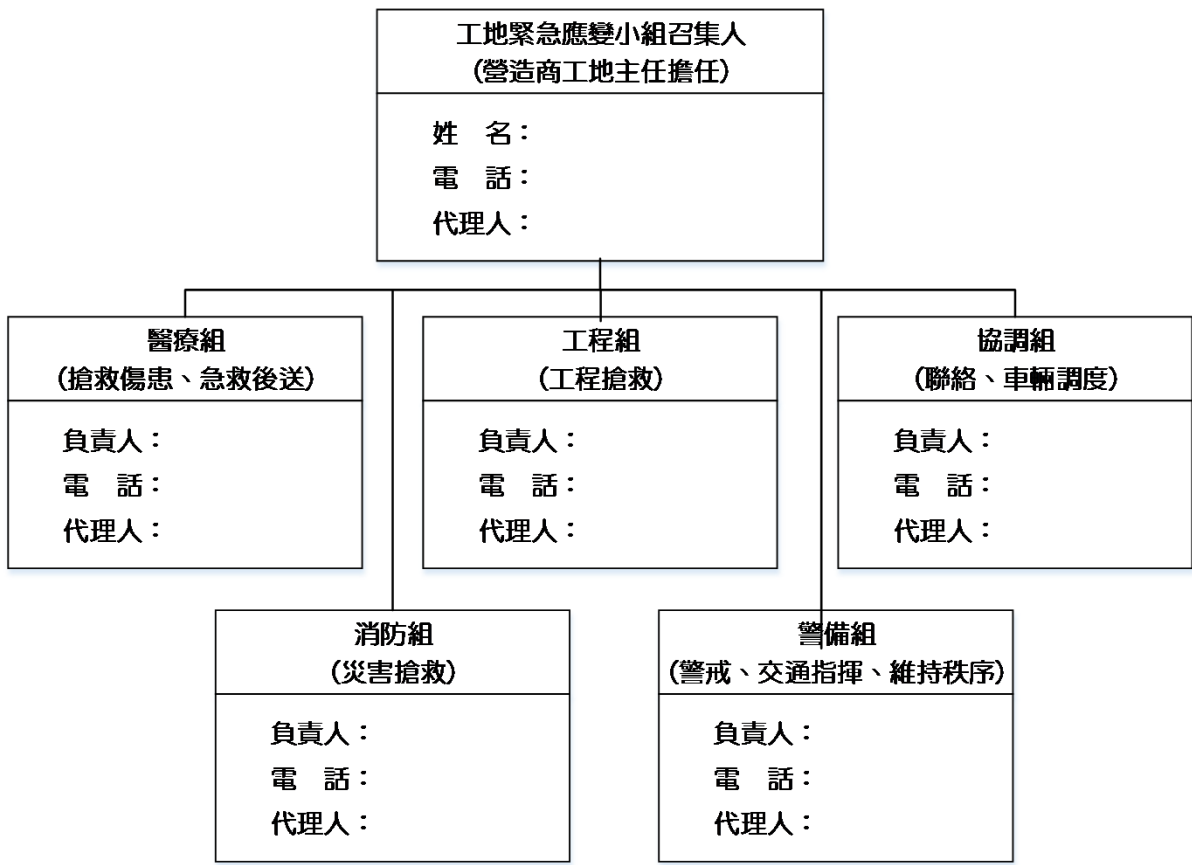 工地緊急應變小組召集人
(營造商工地主任擔任)
姓　名：
電　話：
代理人：
醫療組
(搶救傷患、急救後送)
負責人：
電　話：
代理人：
工程組
(工程搶救)
負責人：
電　話：
代理人：
協調組
(聯絡、車輛調度)
負責人：
電　話：
代理人：
消防組
(災害搶救)
負責人：
電　話：
代理人：
警備組
(警戒、交通指揮、維持秩序)
負責人：
電　話：
代理人：